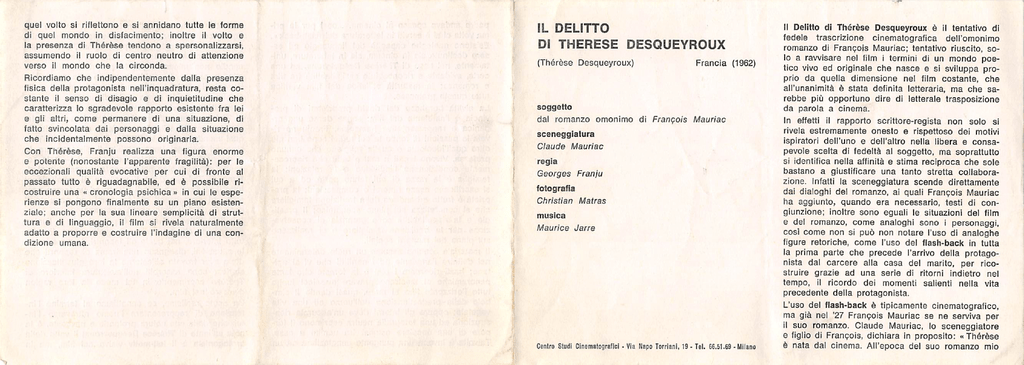 quel volto si riflettono e si annidano tutte le forme
di quel mondo in disfacimento; inoltre il volto e
la presenza di Thérèse tendono a spersonalizzarsi,
assumendo il ruolo di centro neutro di attenzione
verso il mondo che la circonda.
Ricordiamo che indipendentemente dalla presenza
fisica della protagonista nell'inquadratura, resta co-
stante il senso di disagio e di inquietitudine che
caratterizza lo sgradevole rapporto esistente fra lei
e gli altri, come permanere di una situazione, di
fatto svincolata dai personaggi e dalla situazione
che incidentalmente possono originarla.
Con Thérèse, Franju realizza una figura enorme
e potente (nonostante l'apparente fragilità): per le
eccezionali qualità evocative per cui di fronte al
passato tutto è riguadagnabile, ed è possibile ri-
costruire una « cronologia psichica » in cui le espe-
rienze si pongono finalmente su un piano esisten-
ziale; anche per la sua lineare semplicità di strut-
tura e di linguaggio, il film si rivela naturalmente
adatto a proporre e costruire l'indagine di una con-
dizione umana.
IL DELITTO
DI THERESE DESQUEYROUX
(Thérèse Desqueyroux) Francia (1962)
soggetto
dal romanzo omonimo di François Mauriac
sceneggiatura
Claude Mauriac
regia
Georges Franju
fotografia
Christian Matras
musica
Maurice Jarre
Centro Studi Cinematografici - Via Napo Torriani, 19 - Tel. 66.51.69 - Milano
Il Delitto di Thérèse Desqueyroux è il tentativo di
fedele trascrizione cinematografica dell'omonimo
romanzo di François Mauriac; tentativo riuscito, so-
lo a ravvisare nel film i termini di un mondo poe-
tico vivo ed originale che nasce e si sviluppa pro-
prio da quella dimensione nel film costante, che
all'unanimità è stata definita letteraria, ma che sa-
rebbe più opportuno dire di letterale trasposizione
da parola a cinema.
In effetti il rapporto scrittore-regista non solo si
rivela estremamente onesto e rispettoso dei motivi
ispiratori dell'uno e dell'altro nella libera e consa-
pevole scelta di fedeltà al soggetto, ma soprattutto
si identifica nella affinità e stima reciproca che sole
bastano a giustificare una tanto stretta collabora-
zione. Infatti la sceneggiatura scende direttamente
dai dialoghi del romanzo, ai quali François Mauriac
ha aggiunto, quando era necessario, testi di con-
giunzione; inoltre sono eguali le situazioni del film
e del romanzo, come analoghi sono i personaggi,
così come non si può non notare l'uso di analoghe
figure retoriche, come l'uso del flash-back in tutta
la prima parte che precede l'arrivo della protago-
nista dal carcere alla casa del marito, per rico-
struire grazie ad una serie di ritorni indietro nel
tempo, il ricordo dei momenti salienti nella vita
precedente della protagonista.
L'uso del flash-back è tipicamente cinematografico,
ma già nel '27 François Mauriac se ne serviva per
il suo romanzo. Claude Mauriac, lo sceneggiatore
e figlio di François, dichiara in proposito: « Thérèse
è nata dal cinema. All'epoca del suo romanzo mio